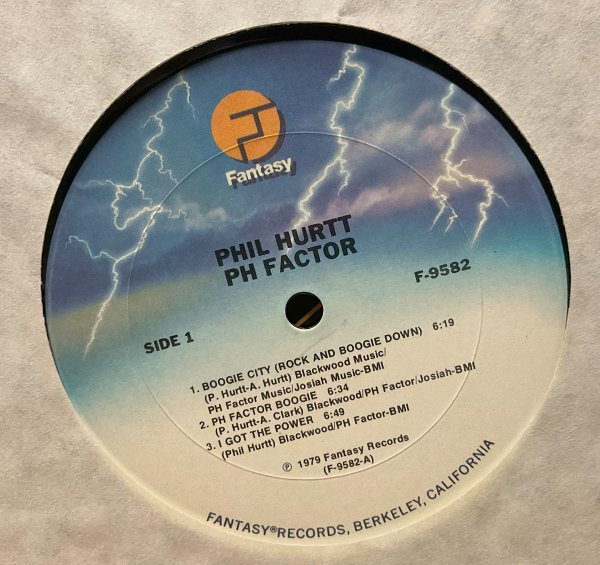 Fantasy
PHIL HURTT
PH FACTOR
F-9582
SIDE 1
1. BOOGIE CITY (ROCK AND BOOGIE DOWN) 6:19
(P. Hurtt-A. Hurtt) Blackwood Music/
PH Factor Music/Josiah Music-BMI
2. PH FACTOR BOOGIE 6:34
(P. Hurtt-A. Clark) Blackwood/PH Factor/Josiah-BMI
3. I GOT THE POWER 6:49
(Phil Hurtt) Blackwood/PH Factor-BMI
℗ 1979 Fantasy Records
(F-9582-A)
FANTASY®RECORDS, BERKELEY, CALIFORNIA